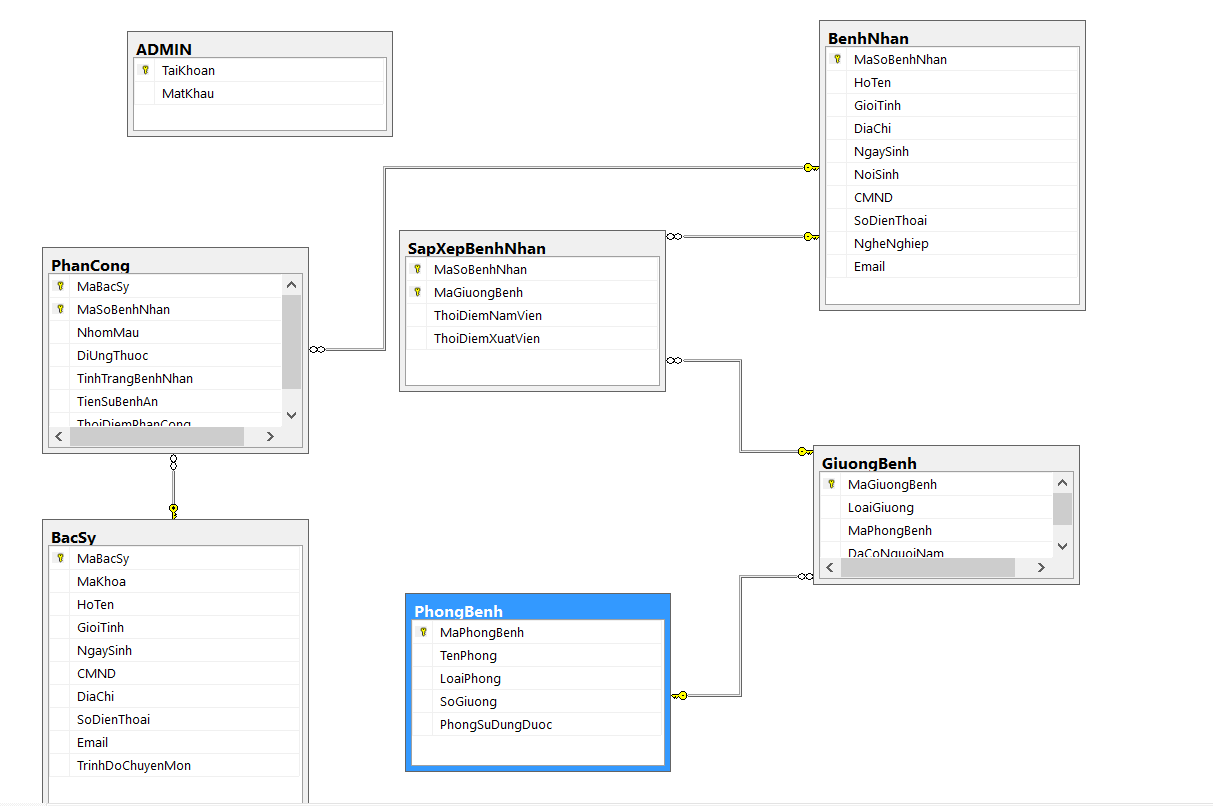 ADMIN
TaiKhoan
MatKhau
BenhNhan
MaSoBenhNhan
HoTen
GioiTinh
DiaChi
NgaySinh
NoiSinh
CMND
SoDienThoai
NgheNghiep
Email
PhanCong
MaBacSy
MaSoBenhNhan
NhomMau
DiUngThuoc
TinhTrangBenhNhan
TienSuBenhAn
ThoiDiemPhanCong
SapXepBenhNhan
MaSoBenhNhan
MaGiuongBenh
ThoiDiemNamVien
ThoiDiemXuatVien
GiuongBenh
MaGiuongBenh
LoaiGiuong
MaPhongBenh
DaCoNguoiNam
BacSy
MaBacSy
MaKhoa
HoTen
GioiTinh
NgaySinh
CMND
DiaChi
SoDienThoai
Email
TrinhDoChuyenMon
PhongBenh
MaPhongBenh
TenPhong
LoaiPhong
SoGiuong
PhongSuDungDuoc